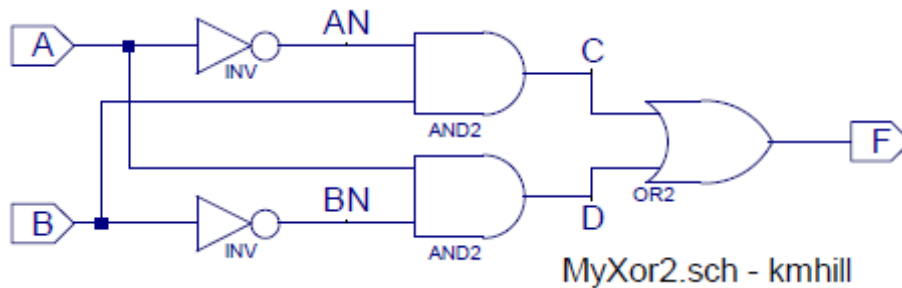 A
INV
AN
AND2
C
OR2
F
B
INV
BN
AND2
D
MyXor2.sch - kmhill